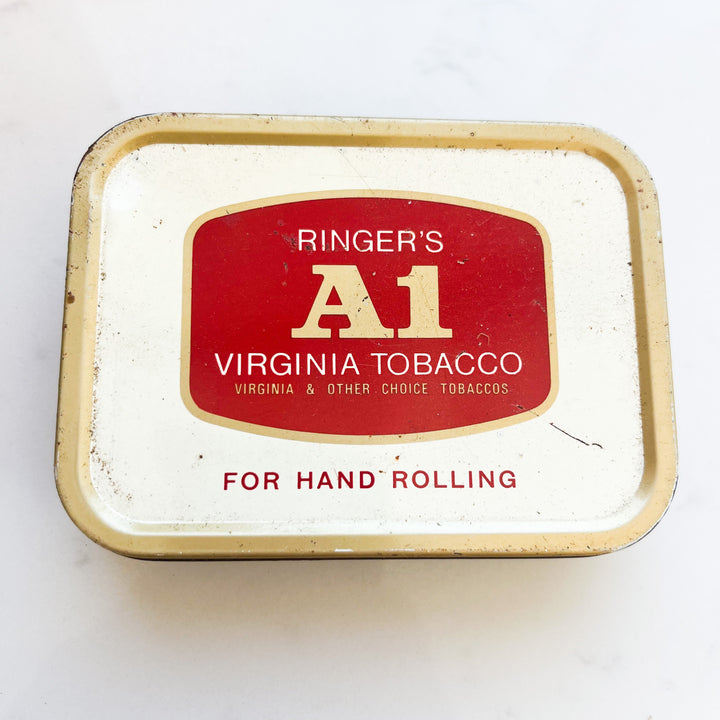 RINGER'S
A1
VIRGINIA TOBACCO
VIRGINIA & OTHER CHOICE TOBACCOS
FOR HAND ROLLING